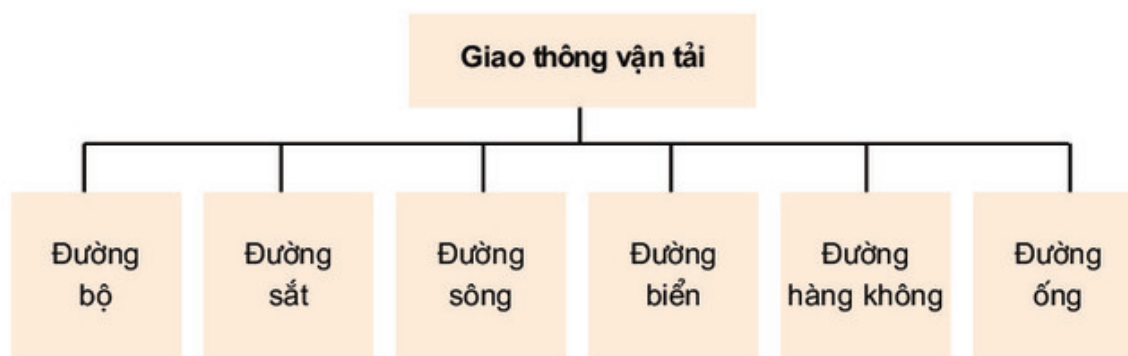 Giao thông vận tải
Đường
bộ
Đường
sắt
Đường
sông
Đường
biển
Đường
hàng không
Đường
ống